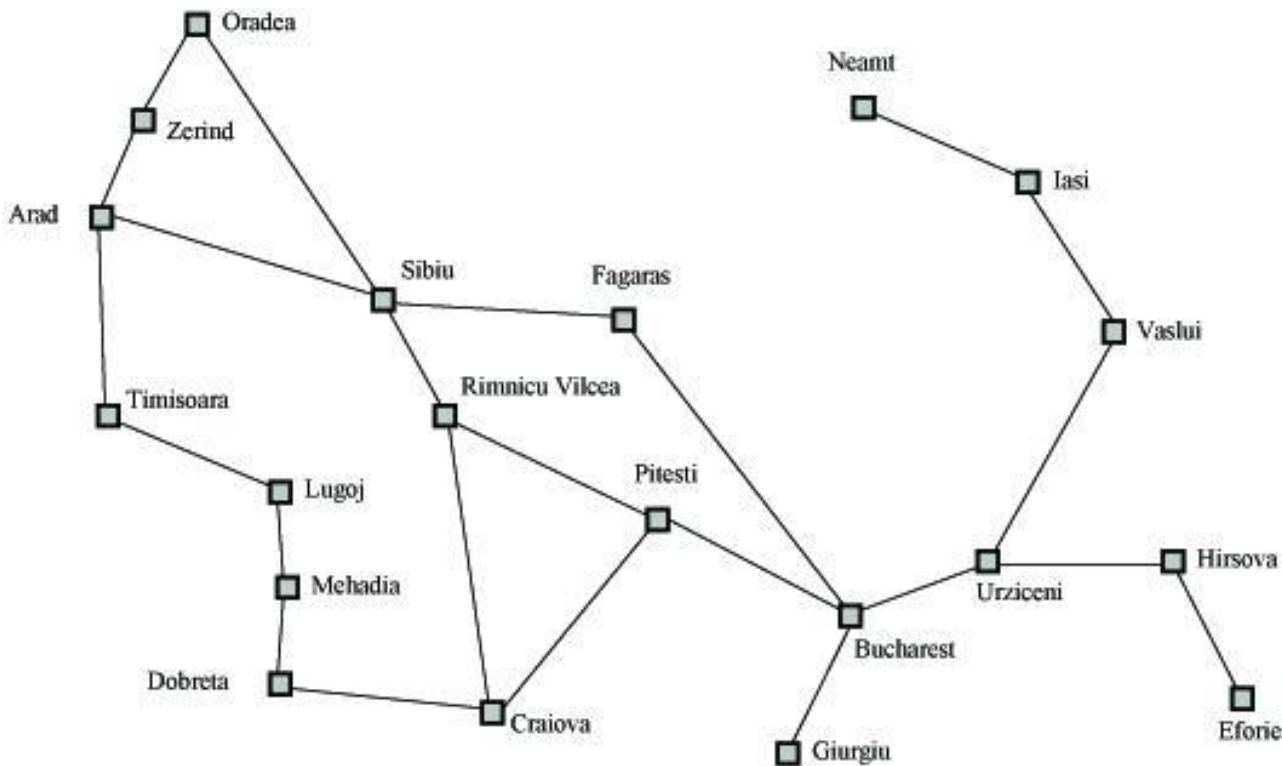 Oradea
Neamt
Zerind
Iasi
Arad
Sibiu
Fagaras
Vaslui
Rimnicu Vilcea
Timisoara
Pitesti
Lugoj
Hirsova
Mehadia
Urziceni
Bucharest
Dobreta
Craiova
Eforie
Giurgiu